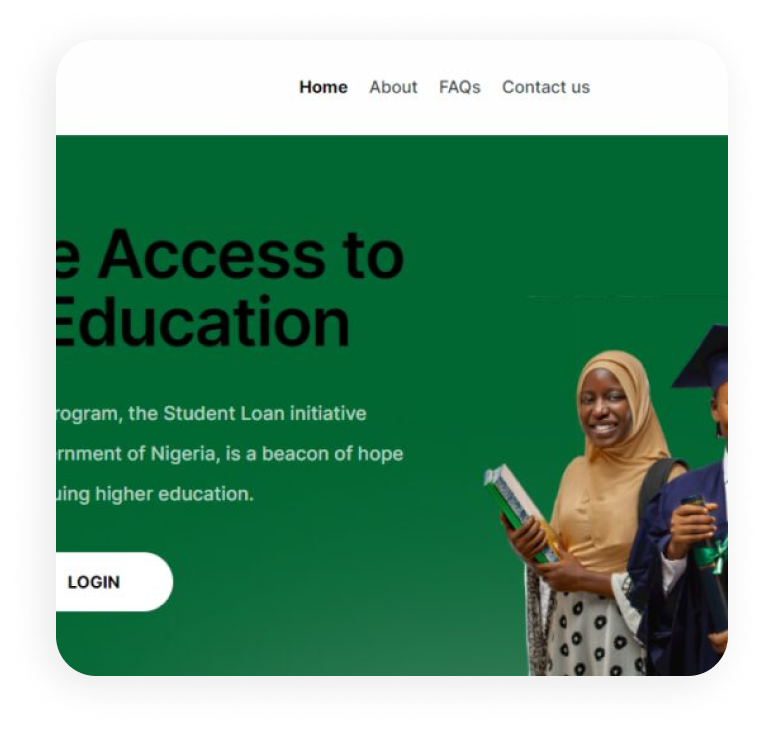 Home About FAQs Contact us
e Access to
Education
rogram, the Student Loan initiative
ernment of Nigeria, is a beacon of hope
uing higher education.
LOGIN